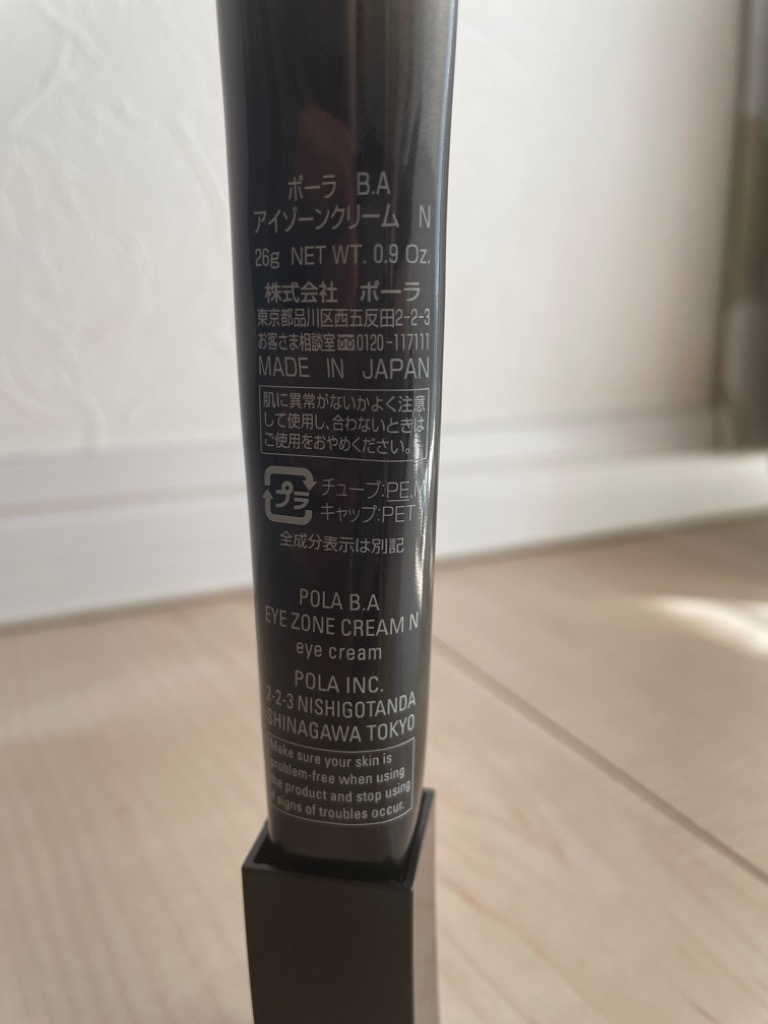 ポーラ B.A
アイゾーンクリーム N
26g NET WT. 0.9 Oz.
株式会社 ポーラ
東京都品川区西五反田2-2-3
お客さま相談室 0120-117111
MADE IN JAPAN
肌に異常がないかよく注意
して使用し、合わないときは
ご使用をおやめください。
プラ
チューブ:PE,M
キャップ:PET
全成分表示は別記
POLA B.A
EYE ZONE CREAM N
eye cream
POLA INC.
2-2-3 NISHIGOTANDA
SHINAGAWA TOKYO
Make sure your skin is
problem-free when using
the product and stop using
if signs of troubles occur.